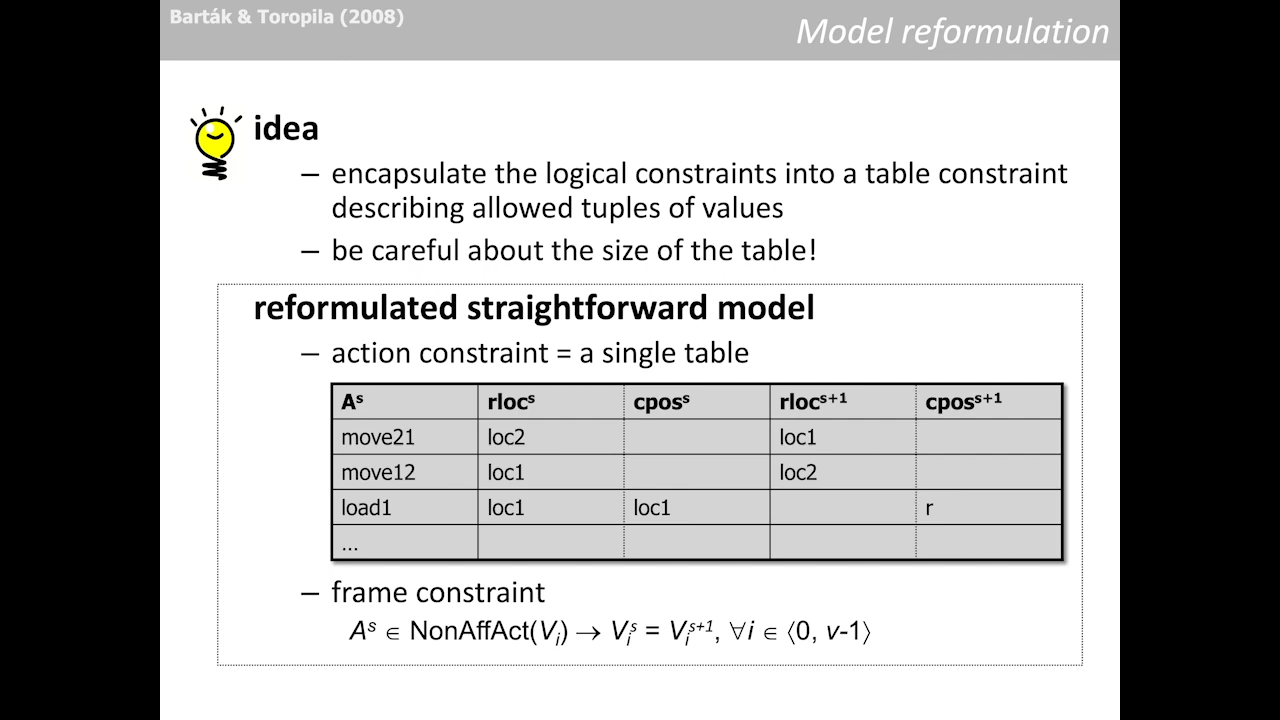 Barták & Toropila (2008)
Model reformulation
idea
– encapsulate the logical constraints into a table constraint
describing allowed tuples of values
– be careful about the size of the table!
reformulated straightforward model
– action constraint = a single table
Aˢ rlocˢ cposˢ rlocˢ⁺¹ cposˢ⁺¹
move21 loc2 loc1
move12 loc1 loc2
load1 loc1 loc1 r
...
– frame constraint
Aˢ ∈ NonAffAct(Vᵢ) → Vᵢˢ = Vᵢˢ⁺¹, ∀i ∈ ⟨0, v-1⟩